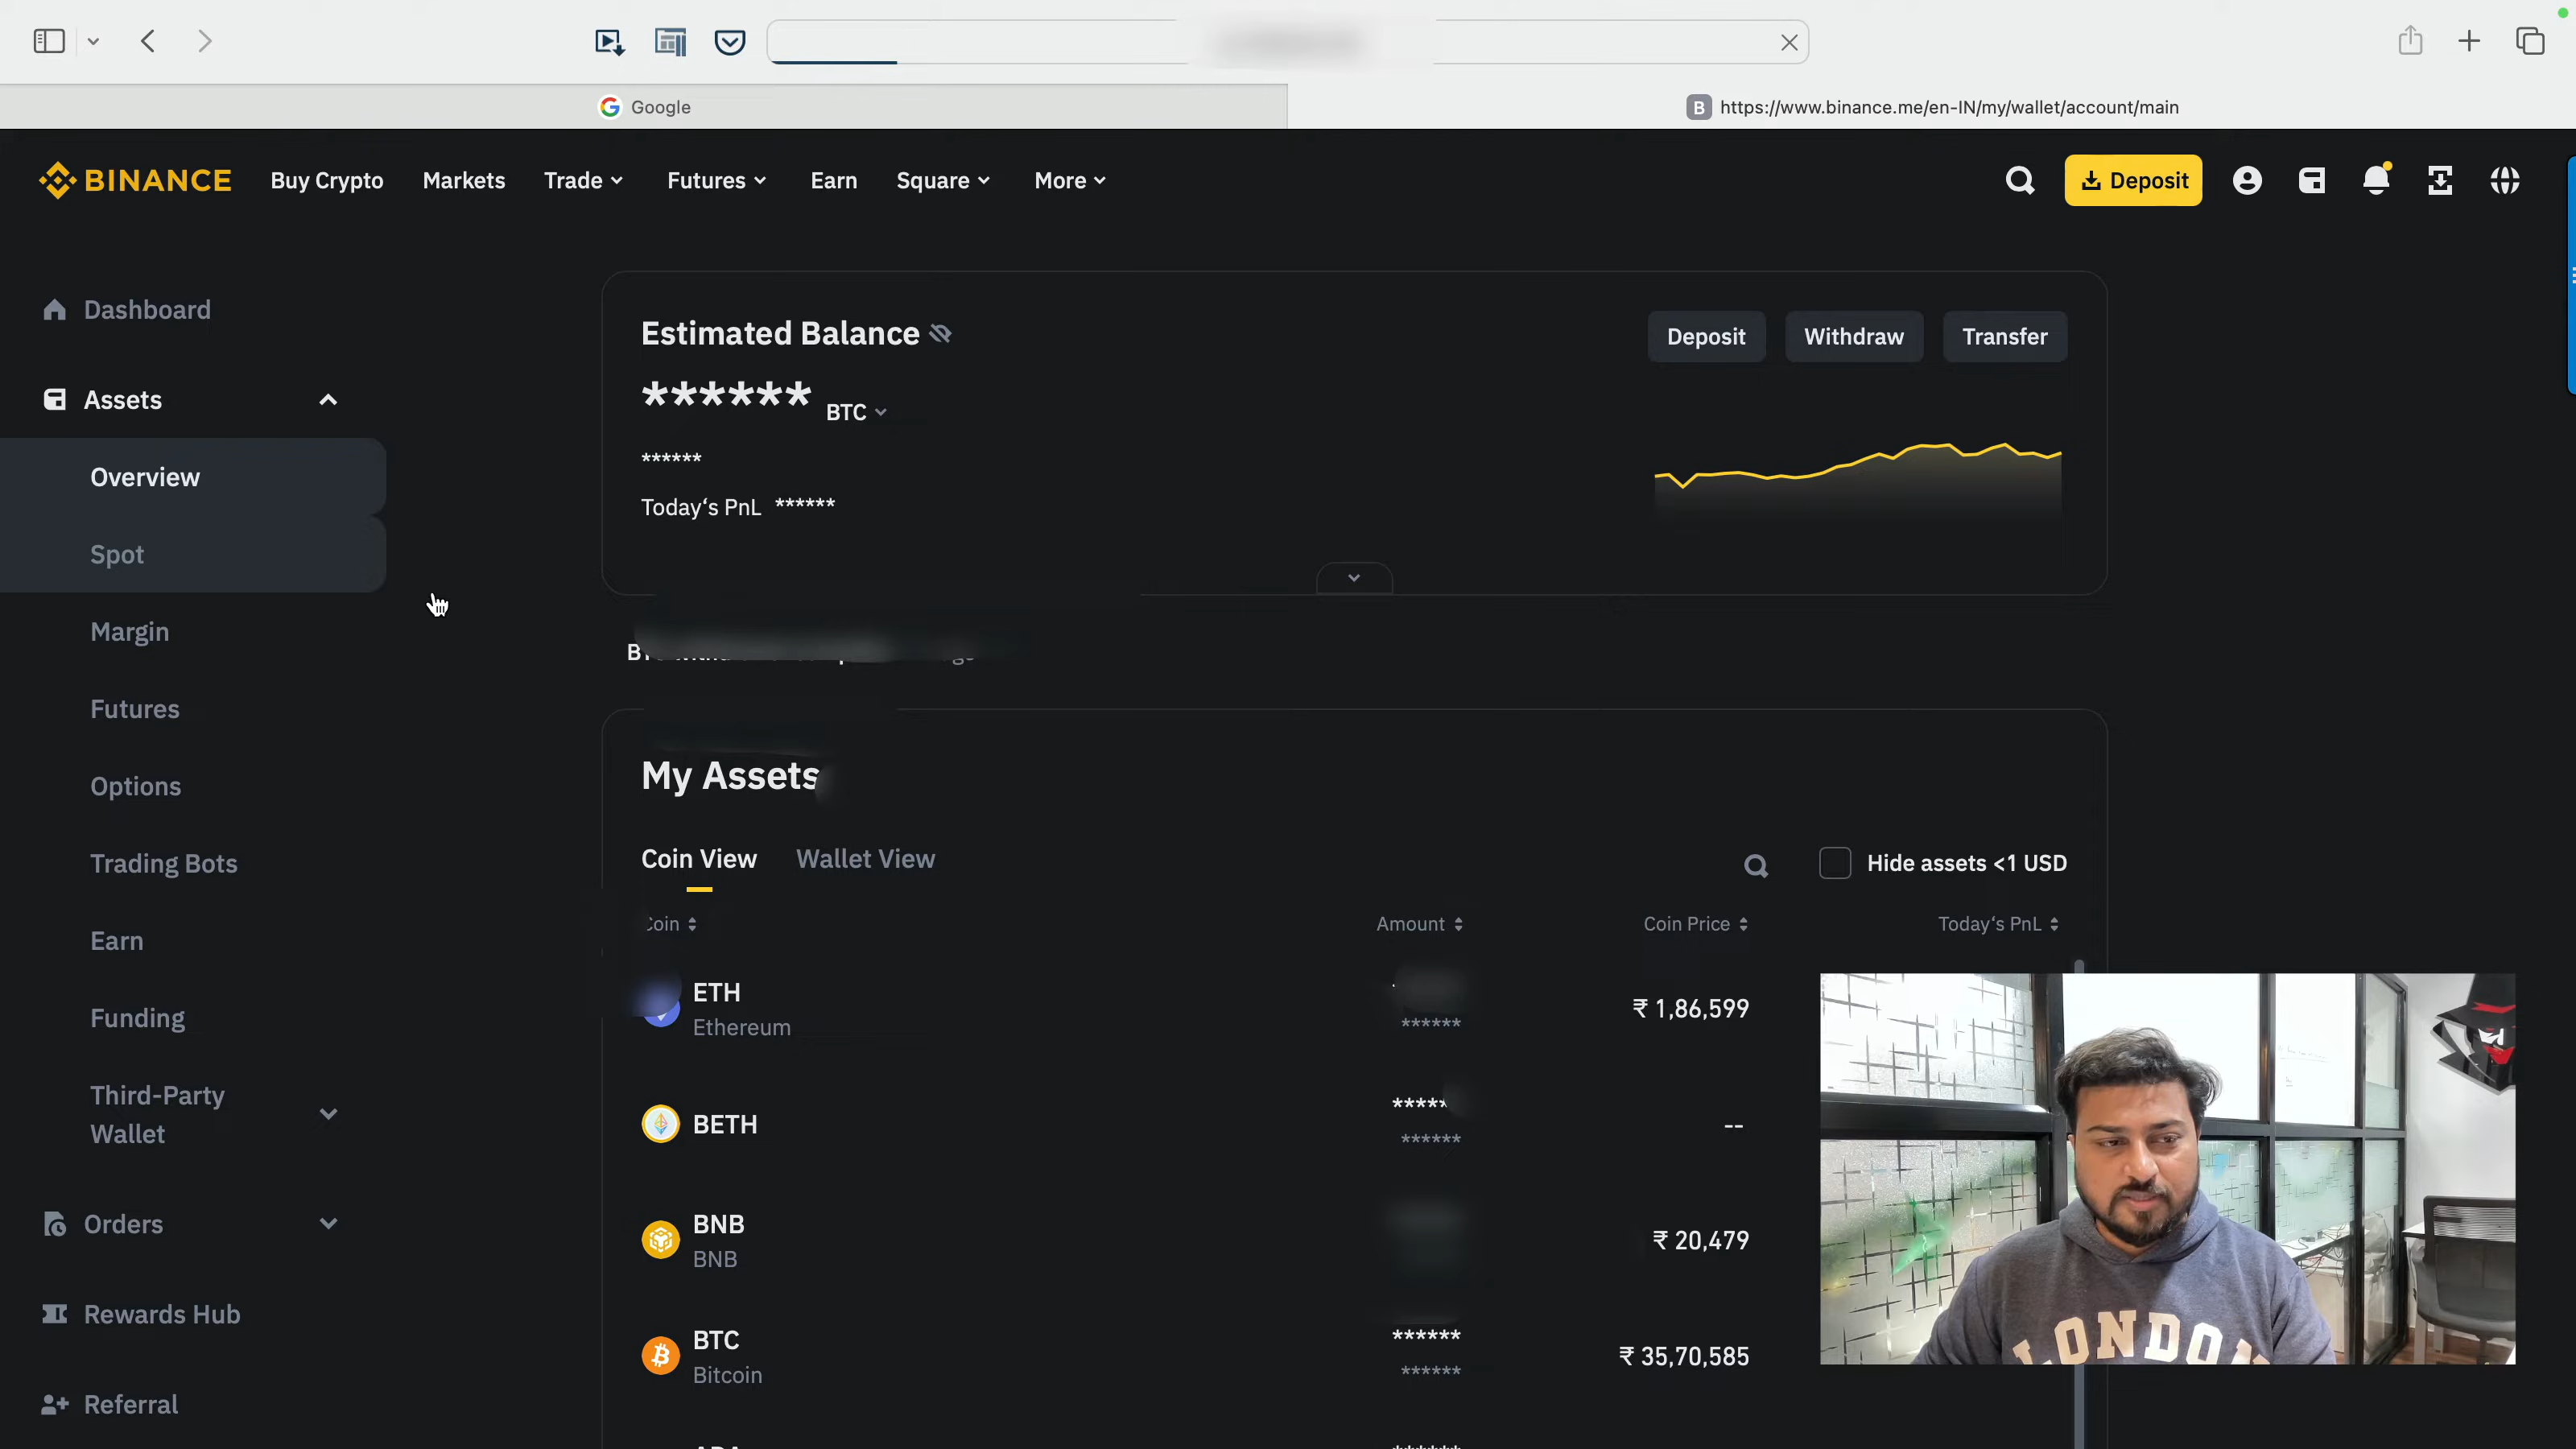 Google
B https://www.binance.me/en-IN/my/wallet/account/main
BINANCE Buy Crypto Markets Trade Futures Earn Square More Deposit
Dashboard
Assets
Overview
Spot
Margin
Futures
Options
Trading Bots
Earn
Funding
Third-Party
Wallet
Orders
Rewards Hub
Referral
Estimated Balance
Deposit Withdraw Transfer
****** BTC
******
Today‘s PnL ******
My Assets
Coin View Wallet View
Hide assets <1 USD
Coin Amount Coin Price Today‘s PnL
ETH
₹ 1,86,599
Ethereum ******
BETH
******
--
BNB
₹ 20,479
BNB
BTC ******
₹ 35,70,585
Bitcoin ******
LONDON